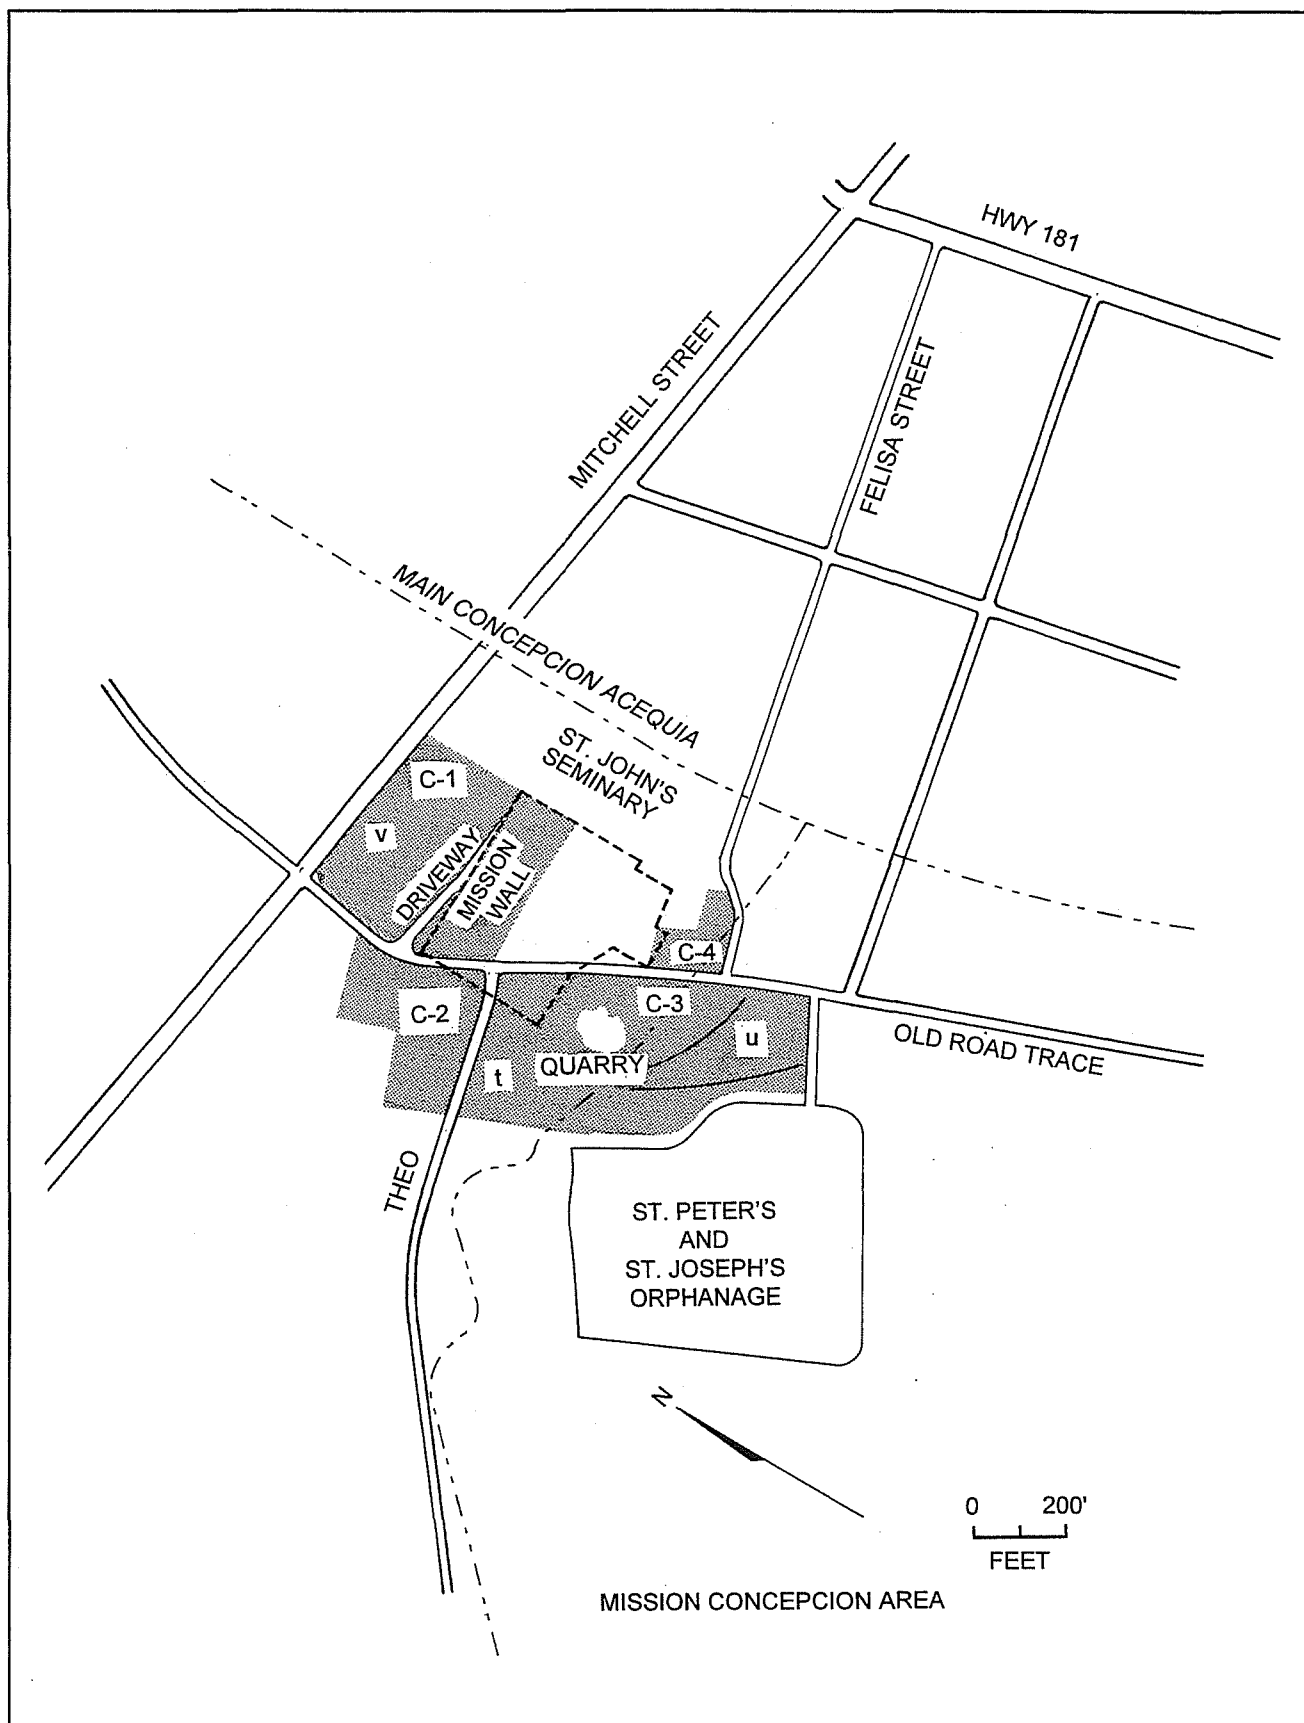 HWY 181
MITCHELL STREET
FELISA STREET
MAIN CONCEPCION ACEQUIA
ST. JOHN'S
SEMINARY
C-1
v
DRIVEWAY
MISSION
WALL
C-4
C-3
C-2
u
OLD ROAD TRACE
QUARRY
t
THEO
ST. PETER'S
AND
ST. JOSEPH'S
ORPHANAGE
N
0 200'
FEET
MISSION CONCEPCION AREA